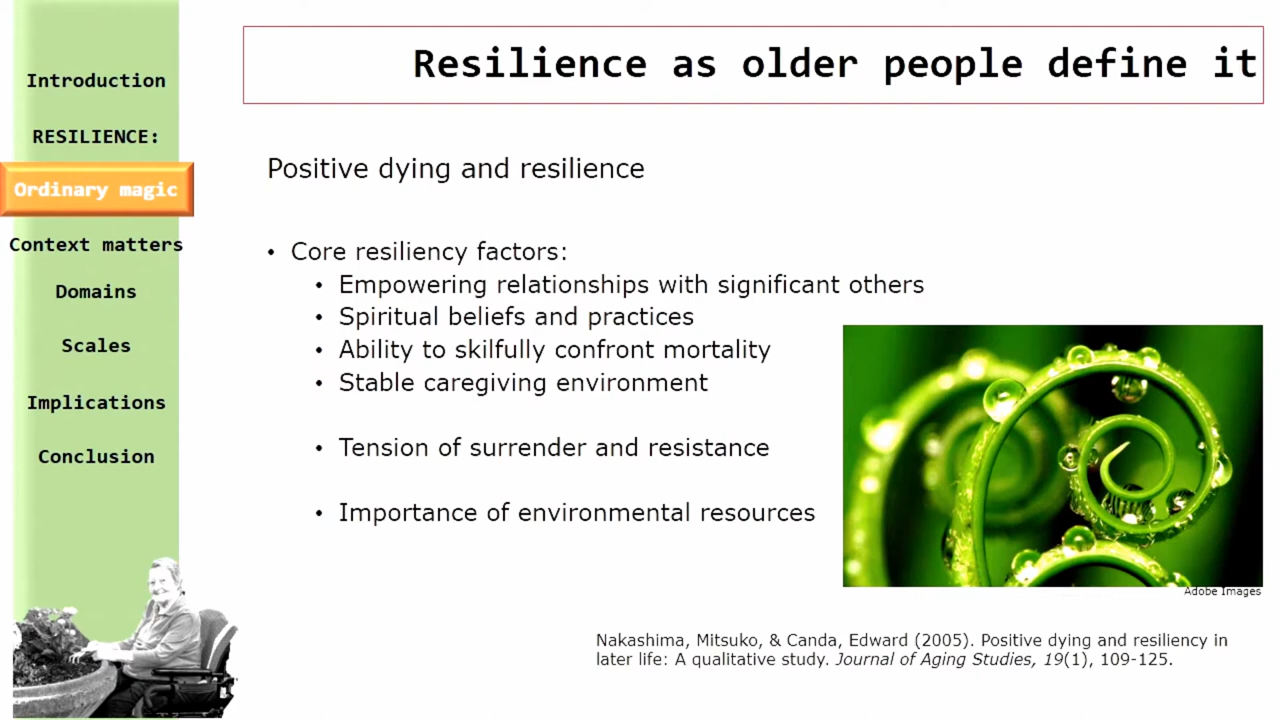 Introduction
RESILIENCE:
Ordinary magic
Context matters
Domains
Scales
Implications
Conclusion
Resilience as older people define it
Positive dying and resilience
• Core resiliency factors:
• Empowering relationships with significant others
• Spiritual beliefs and practices
• Ability to skilfully confront mortality
• Stable caregiving environment
• Tension of surrender and resistance
• Importance of environmental resources
Adobe Images
Nakashima, Mitsuko, & Canda, Edward (2005). Positive dying and resiliency in
later life: A qualitative study. Journal of Aging Studies, 19(1), 109-125.